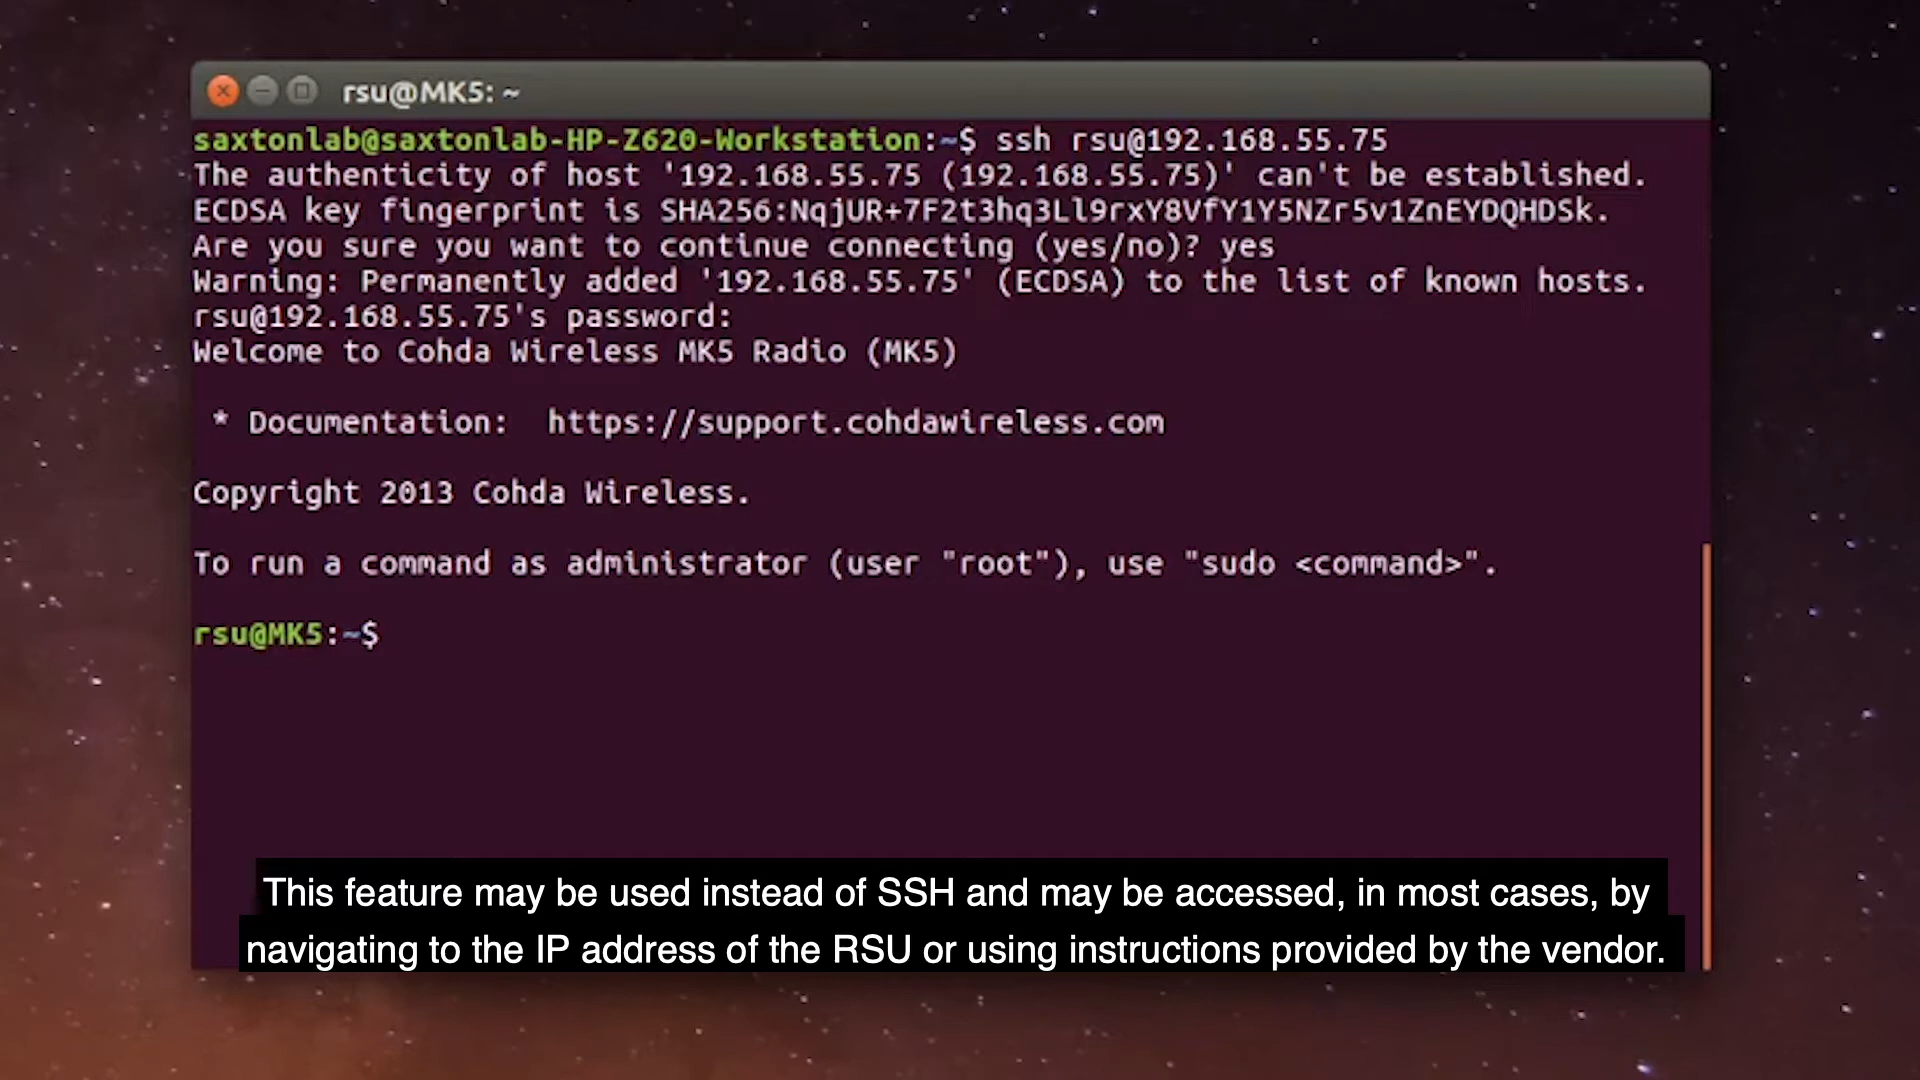 rsu@MK5: ~
saxtonlab@saxtonlab-HP-Z620-Workstation:~$ ssh rsu@192.168.55.75
The authenticity of host '192.168.55.75 (192.168.55.75)' can't be established.
ECDSA key fingerprint is SHA256:NqjUR+7F2t3hq3Ll9rxY8VfY1Y5NZr5v1ZnEYDQHDSk.
Are you sure you want to continue connecting (yes/no)? yes
Warning: Permanently added '192.168.55.75' (ECDSA) to the list of known hosts.
rsu@192.168.55.75's password:
Welcome to Cohda Wireless MK5 Radio (MK5)
* Documentation:  https://support.cohdawireless.com
Copyright 2013 Cohda Wireless.
To run a command as administrator (user "root"), use "sudo <command>".
rsu@MK5:~$
This feature may be used instead of SSH and may be accessed, in most cases, by
navigating to the IP address of the RSU or using instructions provided by the vendor.